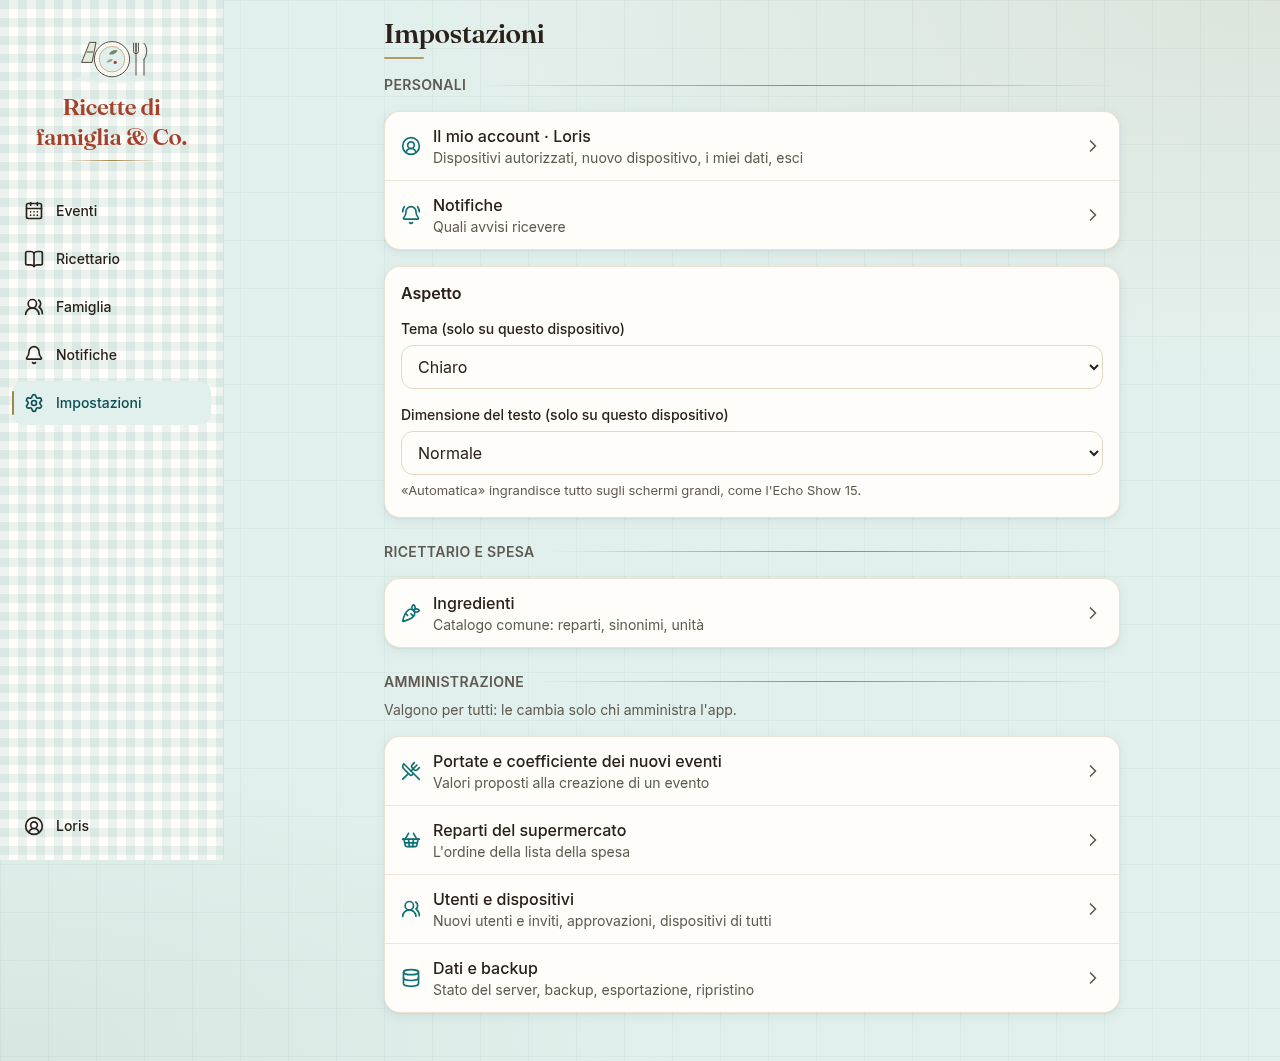 Ricette di
famiglia & Co.
Eventi
Ricettario
Famiglia
Notifiche
Impostazioni
Loris
Impostazioni
PERSONALI
Il mio account · Loris
Dispositivi autorizzati, nuovo dispositivo, i miei dati, esci
Notifiche
Quali avvisi ricevere
Aspetto
Tema (solo su questo dispositivo)
Chiaro
Dimensione del testo (solo su questo dispositivo)
Normale
«Automatica» ingrandisce tutto sugli schermi grandi, come l'Echo Show 15.
RICETTARIO E SPESA
Ingredienti
Catalogo comune: reparti, sinonimi, unità
AMMINISTRAZIONE
Valgono per tutti: le cambia solo chi amministra l'app.
Portate e coefficiente dei nuovi eventi
Valori proposti alla creazione di un evento
Reparti del supermercato
L'ordine della lista della spesa
Utenti e dispositivi
Nuovi utenti e inviti, approvazioni, dispositivi di tutti
Dati e backup
Stato del server, backup, esportazione, ripristino